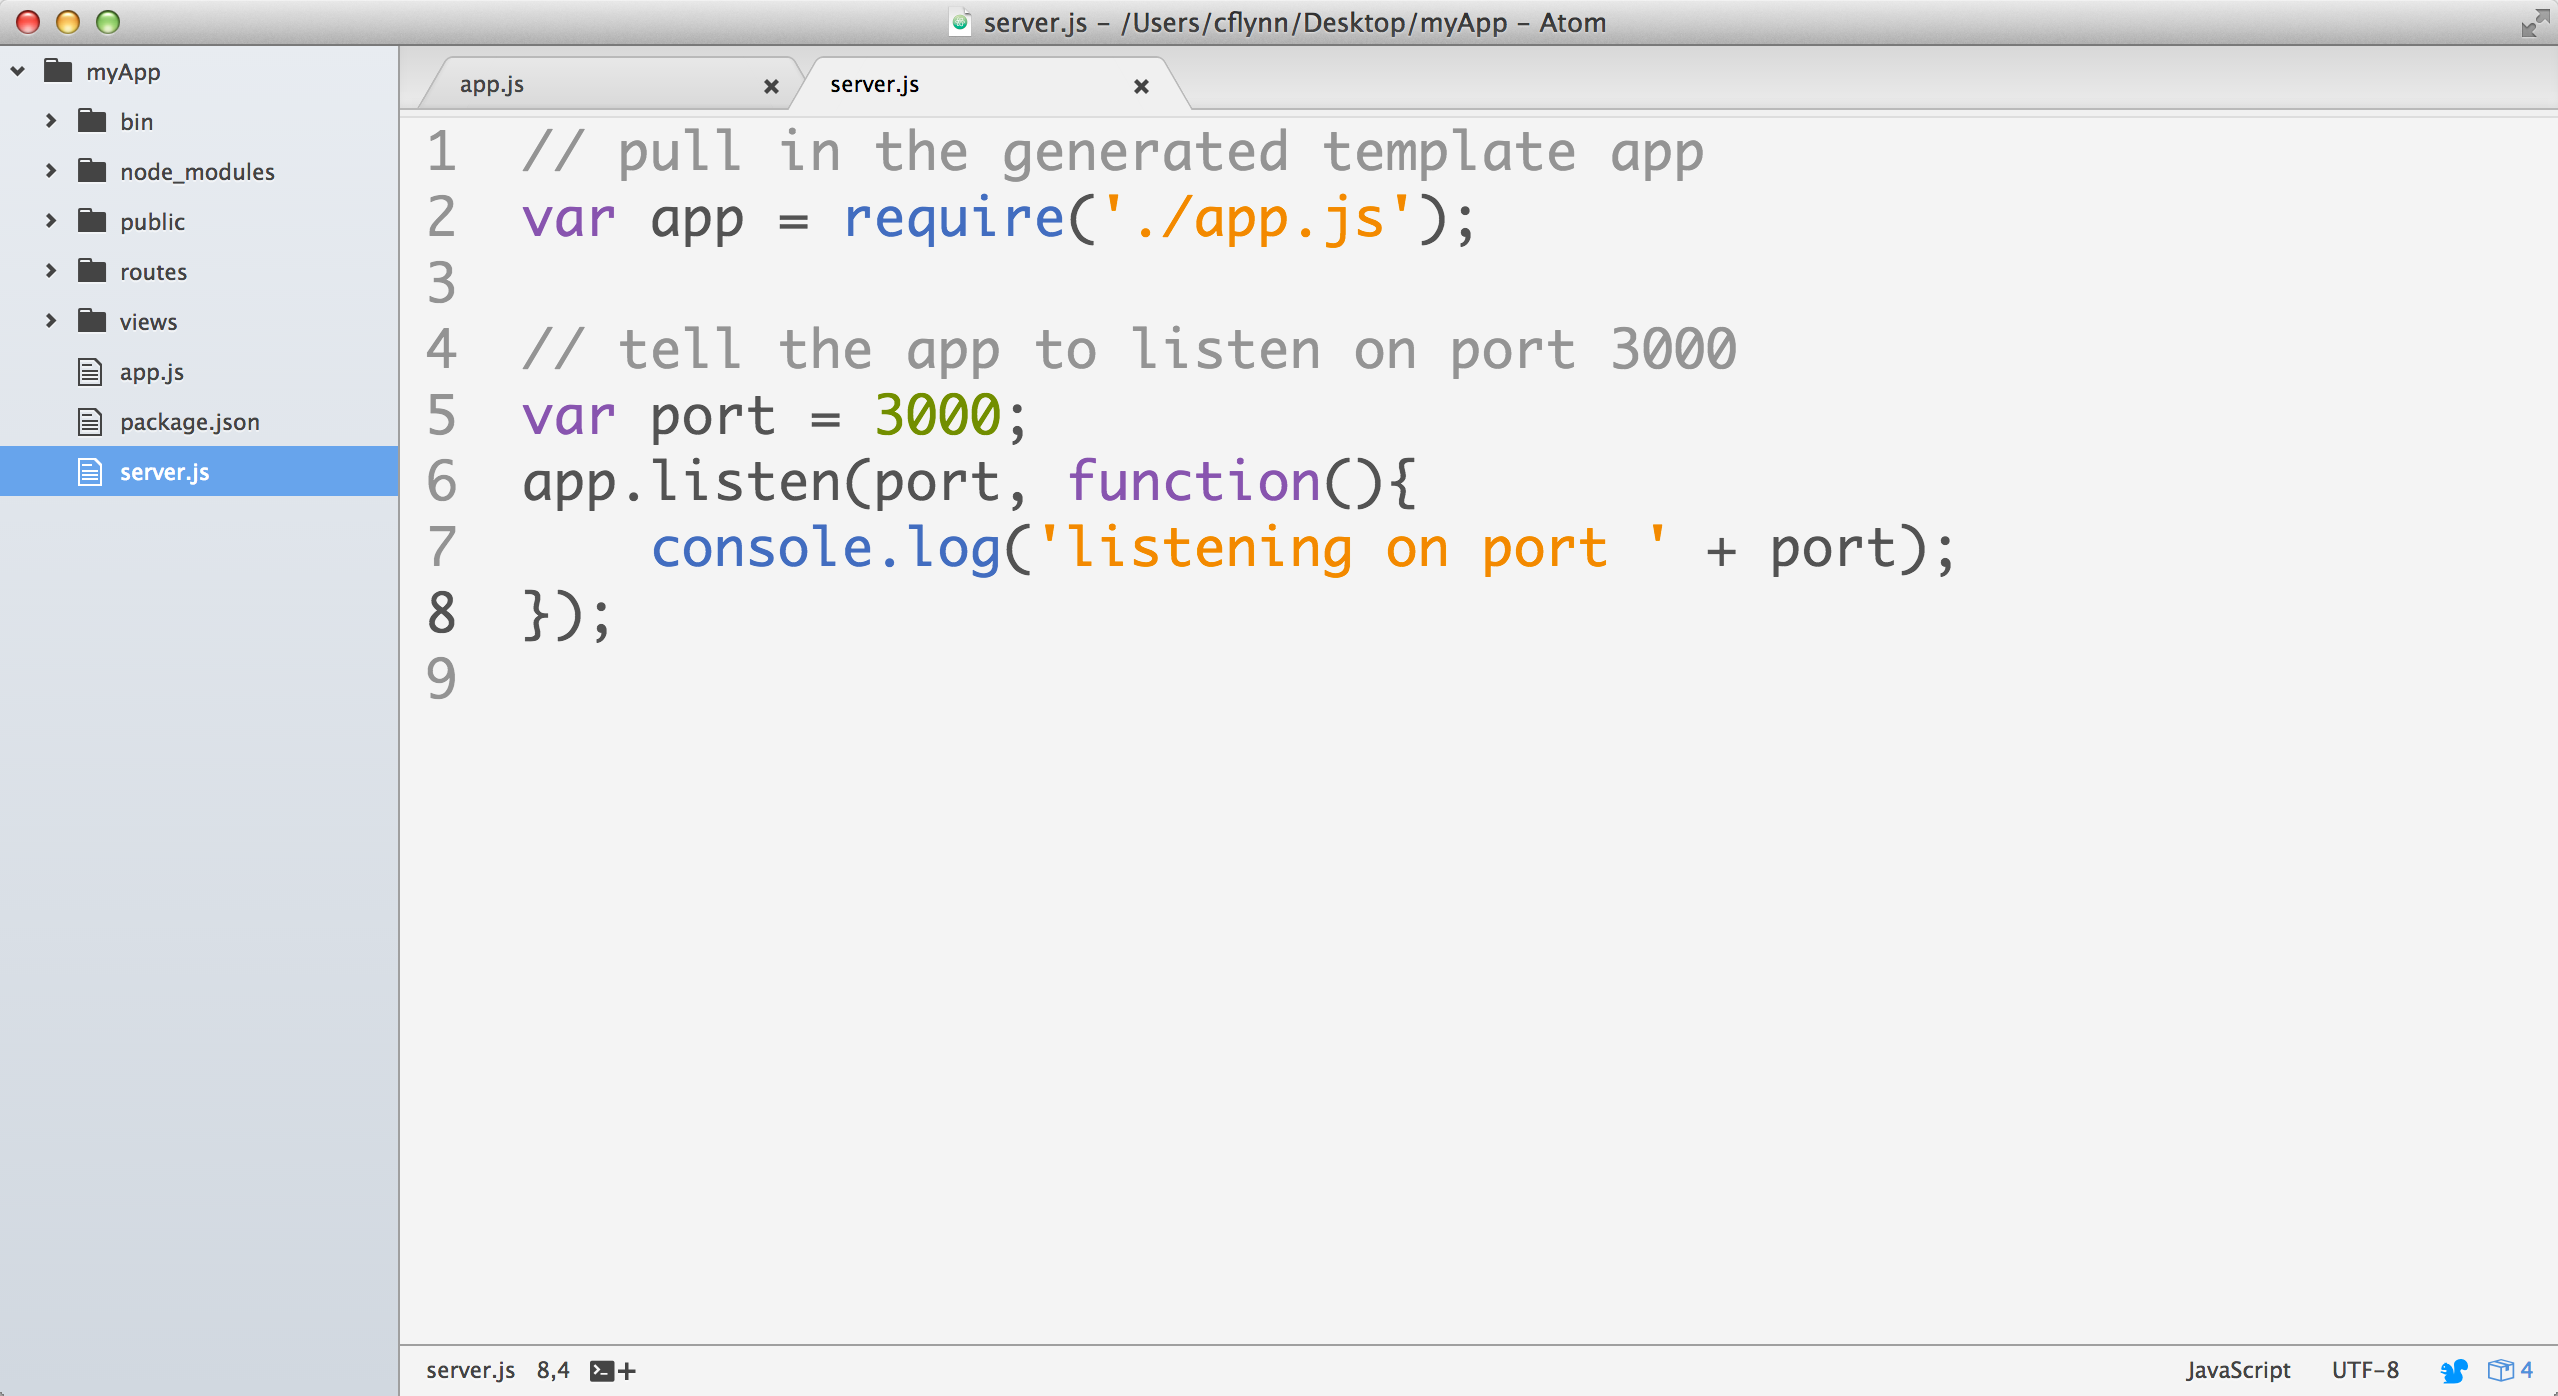 server.js – /Users/cflynn/Desktop/myApp – Atom
myApp
bin
node_modules
public
routes
views
app.js
package.json
server.js
app.js
server.js
1 // pull in the generated template app
2 var app = require('./app.js');
3
4 // tell the app to listen on port 3000
5 var port = 3000;
6 app.listen(port, function(){
7     console.log('listening on port ' + port);
8 });
9
server.js 8,4
JavaScript UTF-8 4